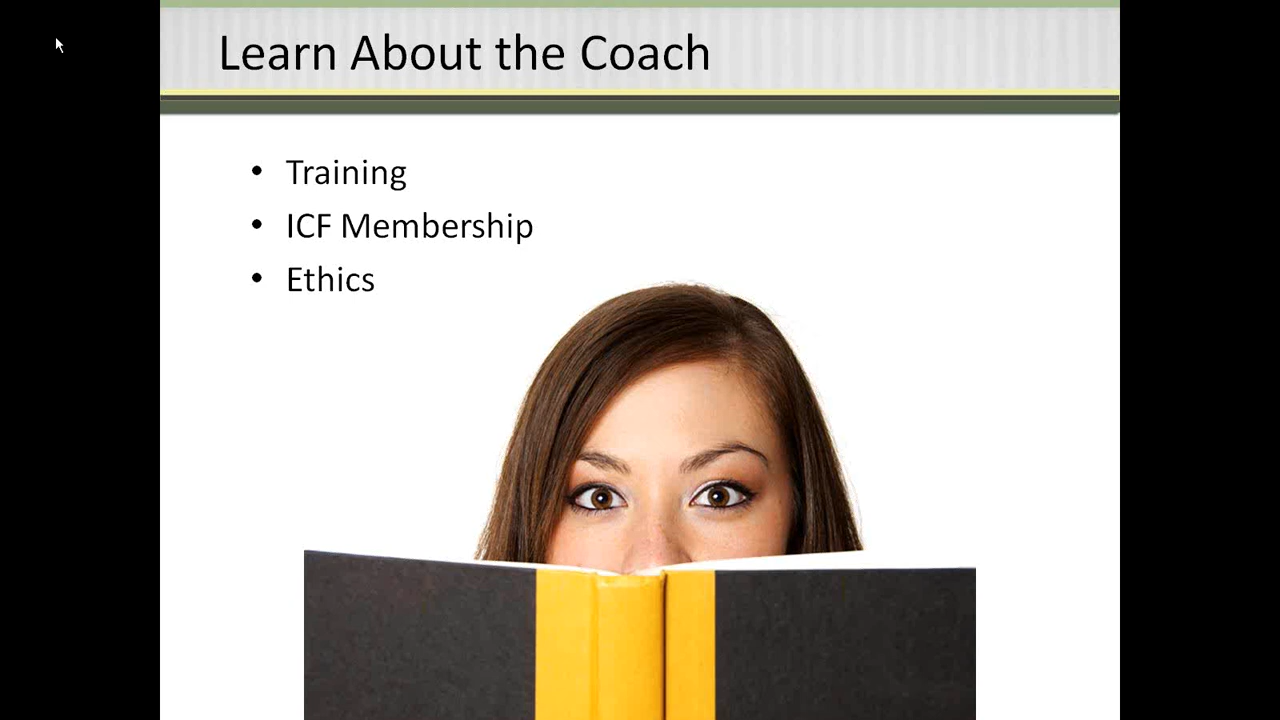 Learn About the Coach
• Training
• ICF Membership
• Ethics